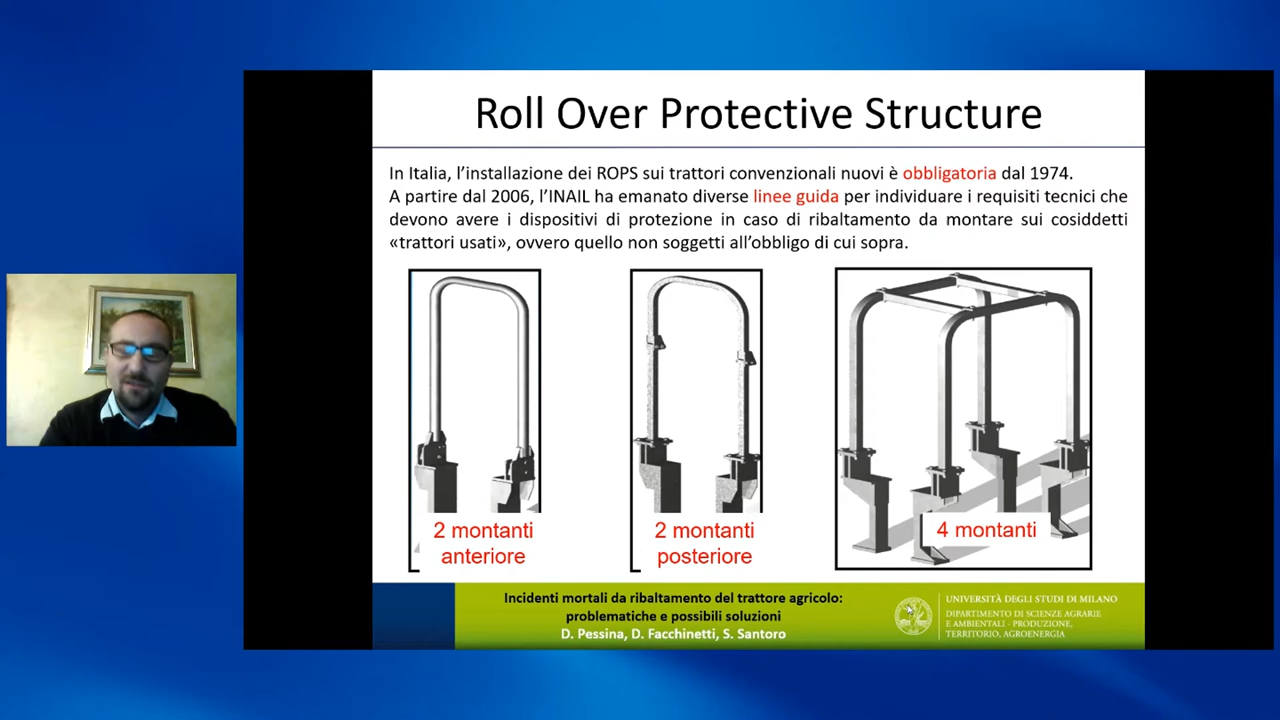 Roll Over Protective Structure
In Italia, l'installazione dei ROPS sui trattori convenzionali nuovi è obbligatoria dal 1974.
A partire dal 2006, l'INAIL ha emanato diverse linee guida per individuare i requisiti tecnici che
devono avere i dispositivi di protezione in caso di ribaltamento da montare sui cosiddetti
«trattori usati», ovvero quello non soggetti all'obbligo di cui sopra.
2 montanti
anteriore
2 montanti
posteriore
4 montanti
Incidenti mortali da ribaltamento del trattore agricolo:
problematiche e possibili soluzioni
D. Pessina, D. Facchinetti, S. Santoro
UNIVERSITÀ DEGLI STUDI DI MILANO
DIPARTIMENTO DI SCIENZE AGRARIE
E AMBIENTALI - PRODUZIONE,
TERRITORIO, AGROENERGIA